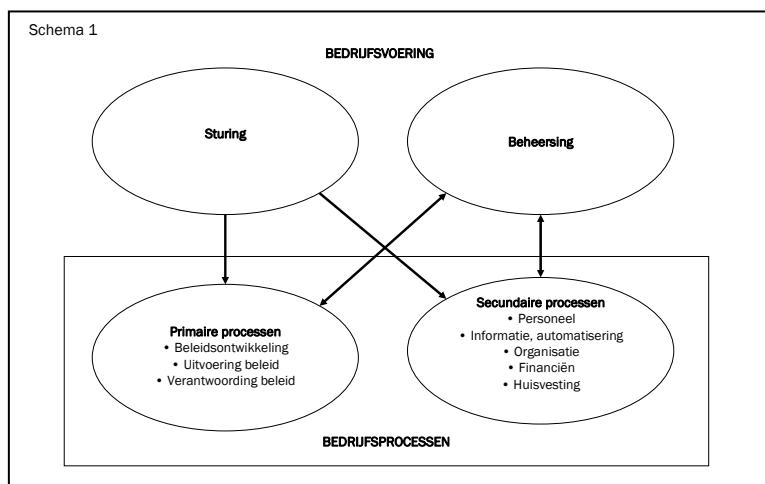 Schema 1
BEDRIJFSVOERING
Sturing
Beheersing
Primaire processen
• Beleidsontwikkeling
• Uitvoering beleid
• Verantwoording beleid
Secundaire processen
• Personeel
• Informatie, automatisering
• Organisatie
• Financiën
• Huisvesting
BEDRIJFSPROCESSEN